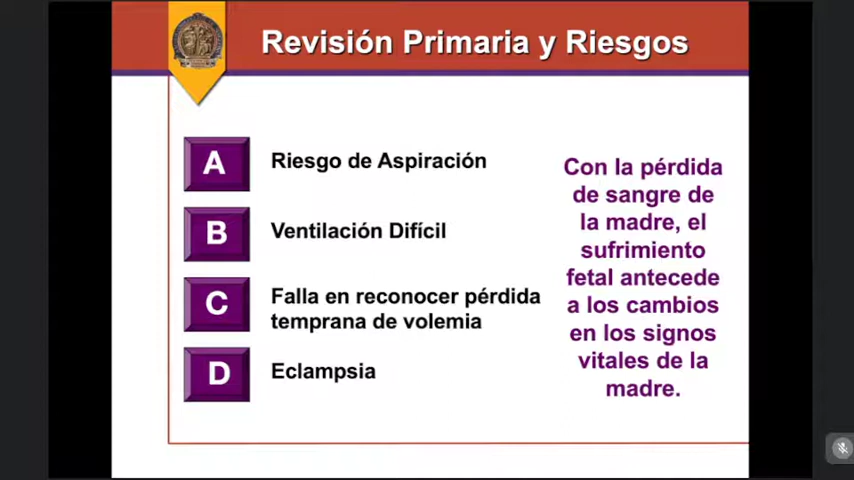 Revisión Primaria y Riesgos
A
Riesgo de Aspiración
B
Ventilación Difícil
C
Falla en reconocer pérdida
temprana de volemia
D
Eclampsia
Con la pérdida
de sangre de
la madre, el
sufrimiento
fetal antecede
a los cambios
en los signos
vitales de la
madre.